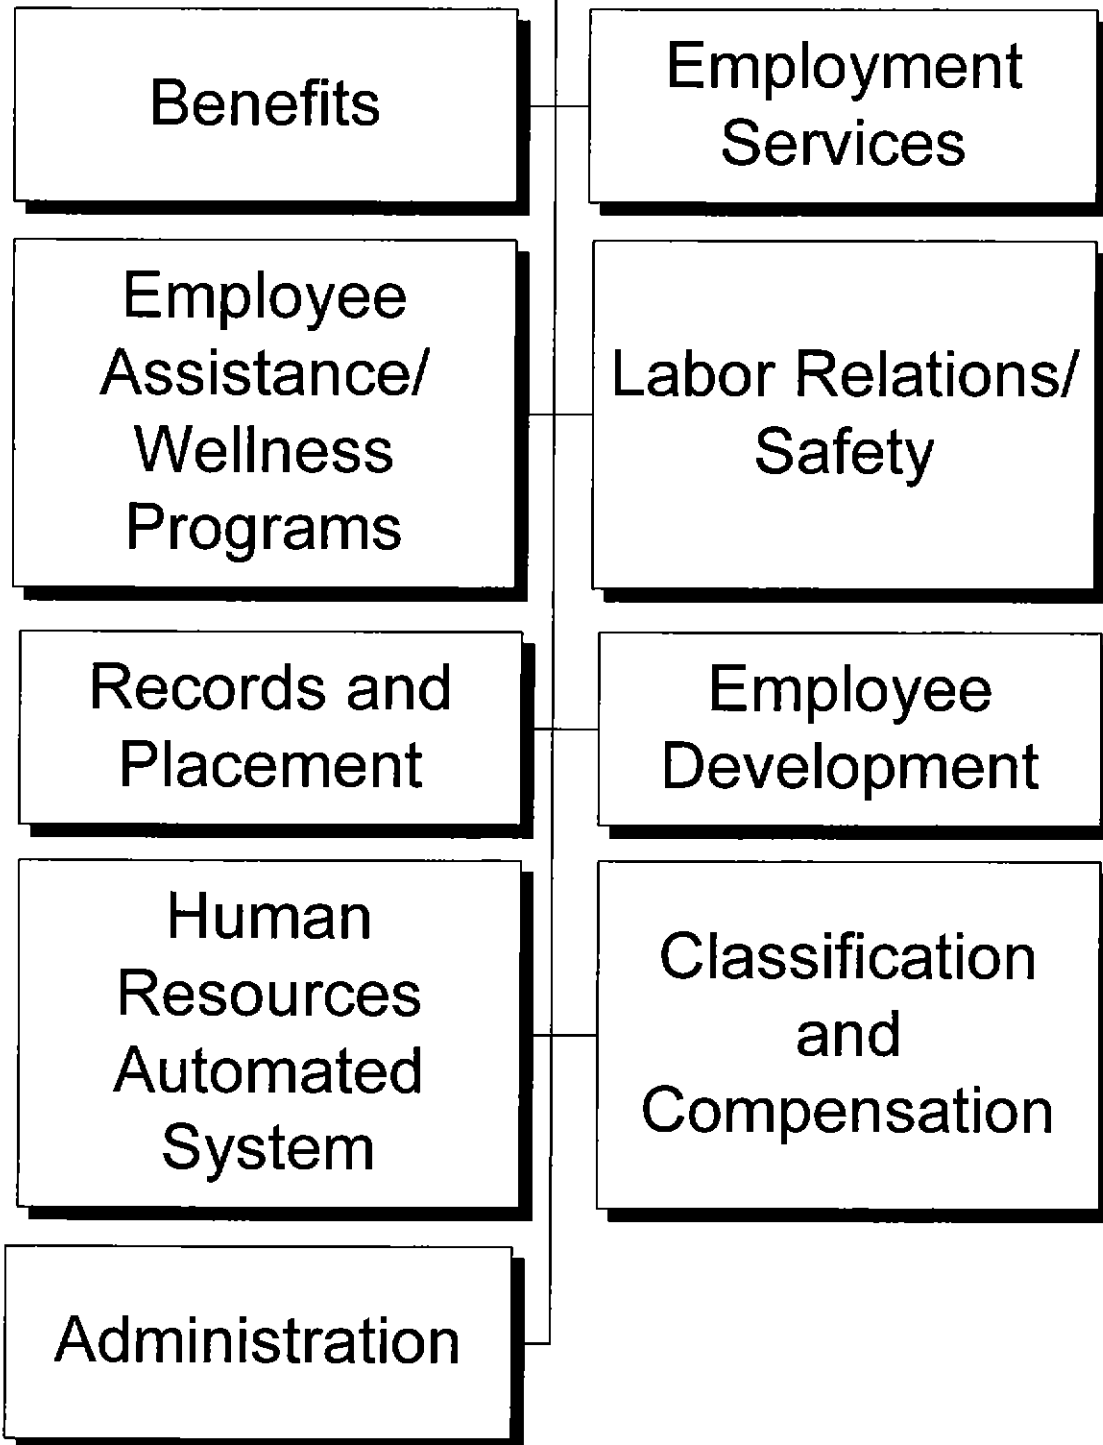 Benefits
Employment
Services
Employee
Assistance/
Wellness
Programs
Labor Relations/
Safety
Records and
Placement
Employee
Development
Human
Resources
Automated
System
Classification
and
Compensation
Administration